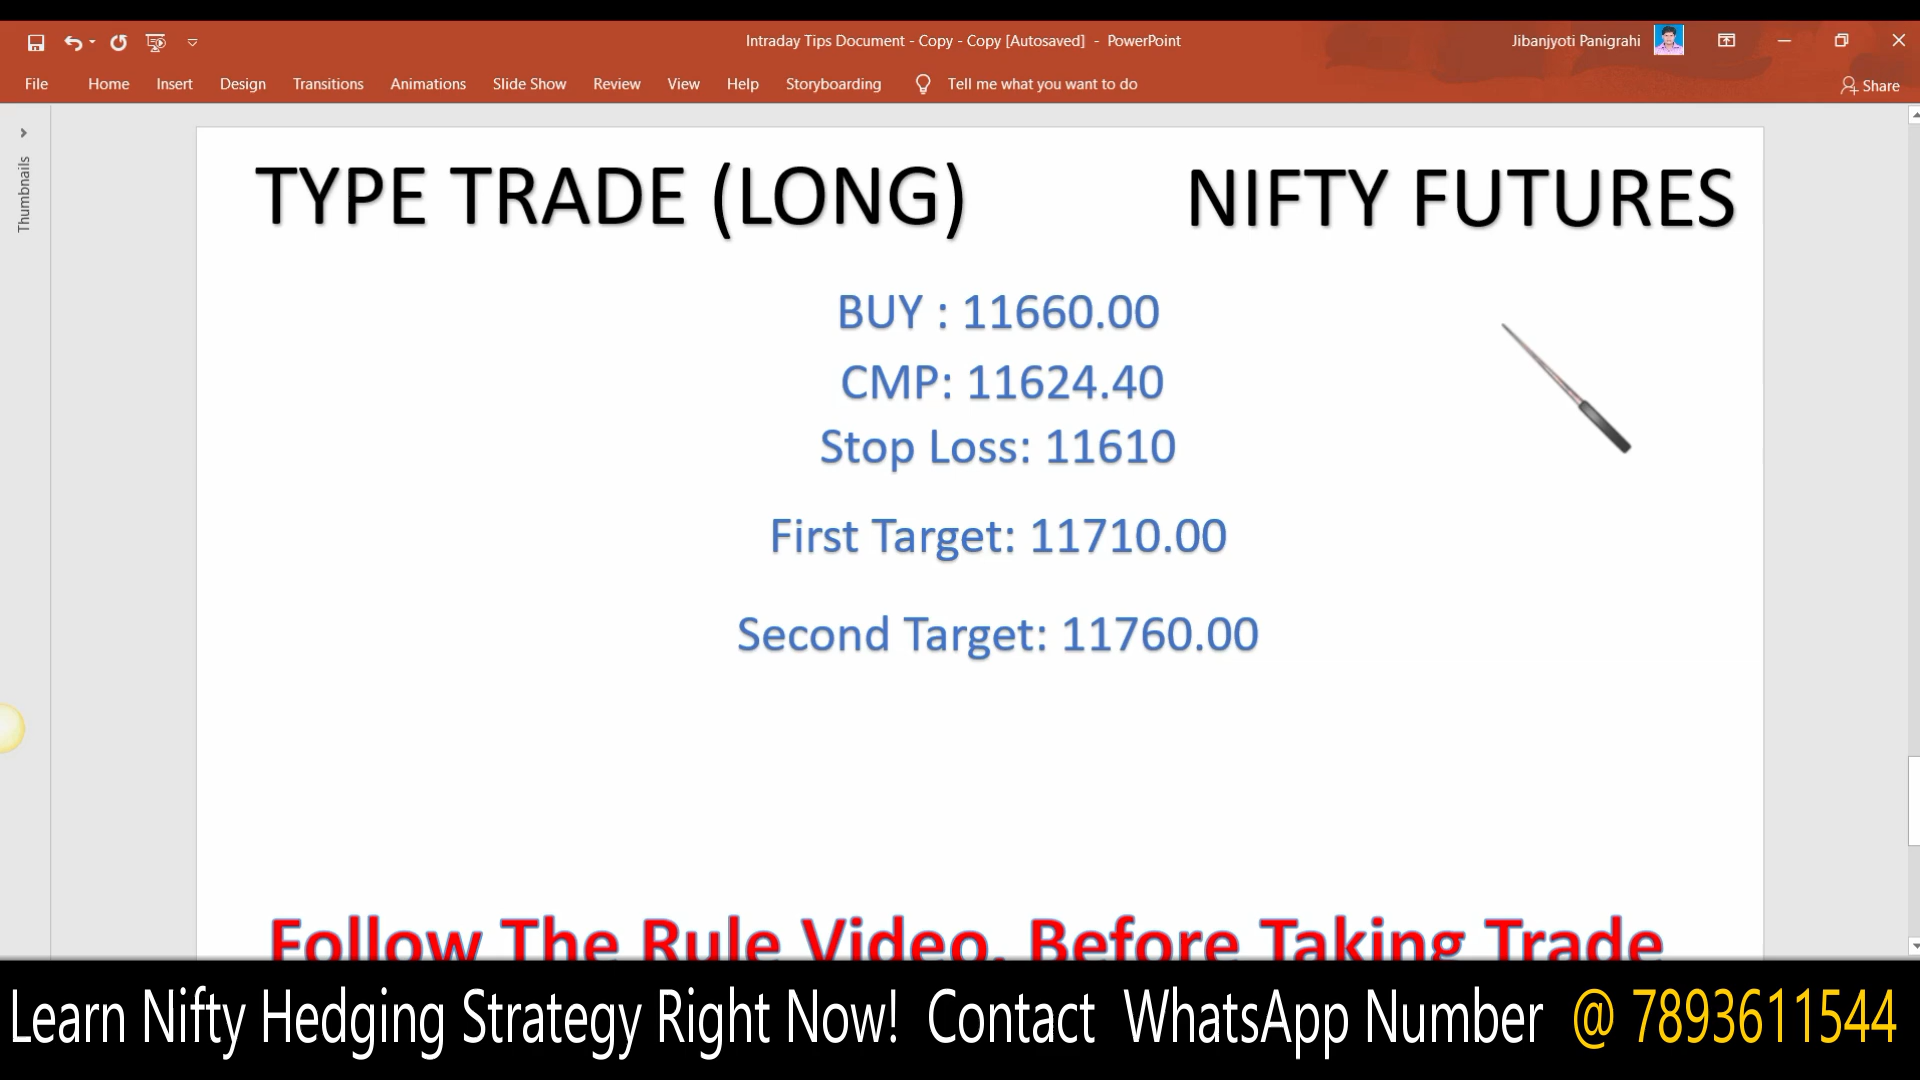 Intraday Tips Document - Copy - Copy [Autosaved] - PowerPoint
Jibanjyoti Panigrahi
File Home Insert Design Transitions Animations Slide Show Review View Help Storyboarding Tell me what you want to do
Share
Thumbnails
TYPE TRADE (LONG) NIFTY FUTURES
BUY : 11660.00
CMP: 11624.40
Stop Loss: 11610
First Target: 11710.00
Second Target: 11760.00
Follow The Rule Video. Before Taking Trade
Learn Nifty Hedging Strategy Right Now! Contact WhatsApp Number @ 7893611544